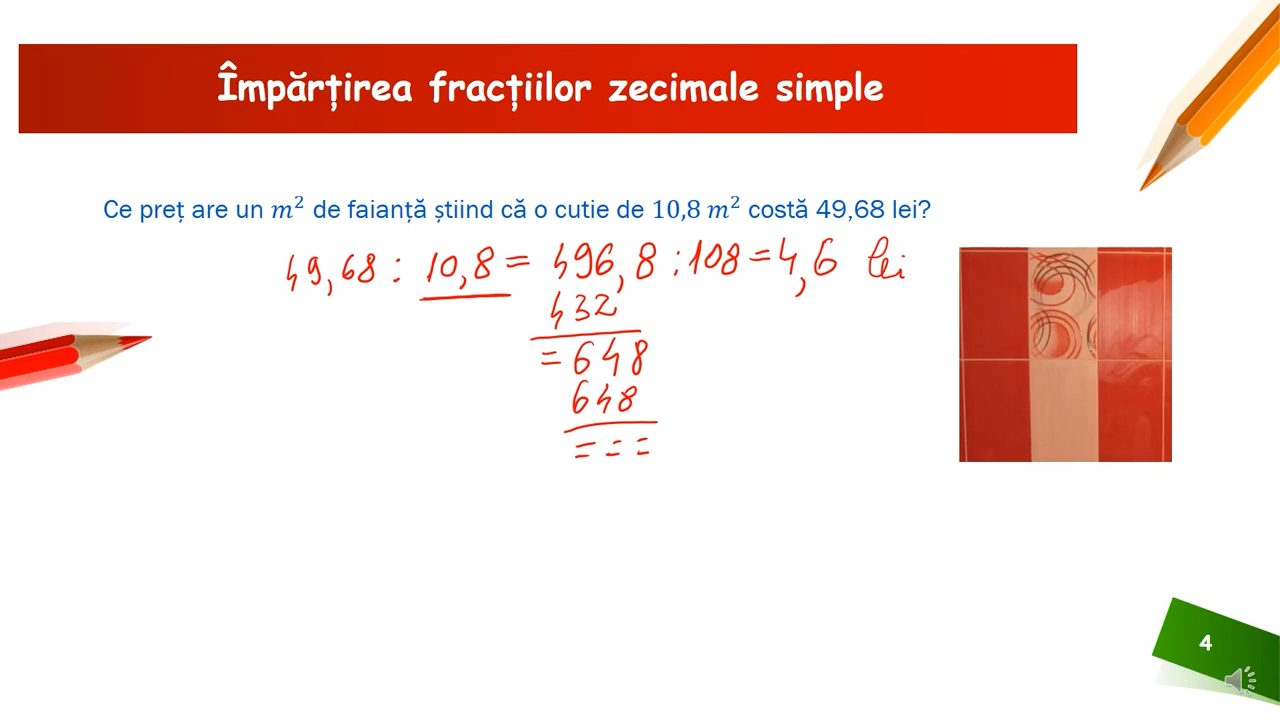 Împărțirea fracțiilor zecimale simple
Ce preț are un m² de faianță știind că o cutie de 10,8 m² costă 49,68 lei?
49,68 : 10,8 = 496,8 : 108 = 4,6 lei
432
= 648
648
= = =
4